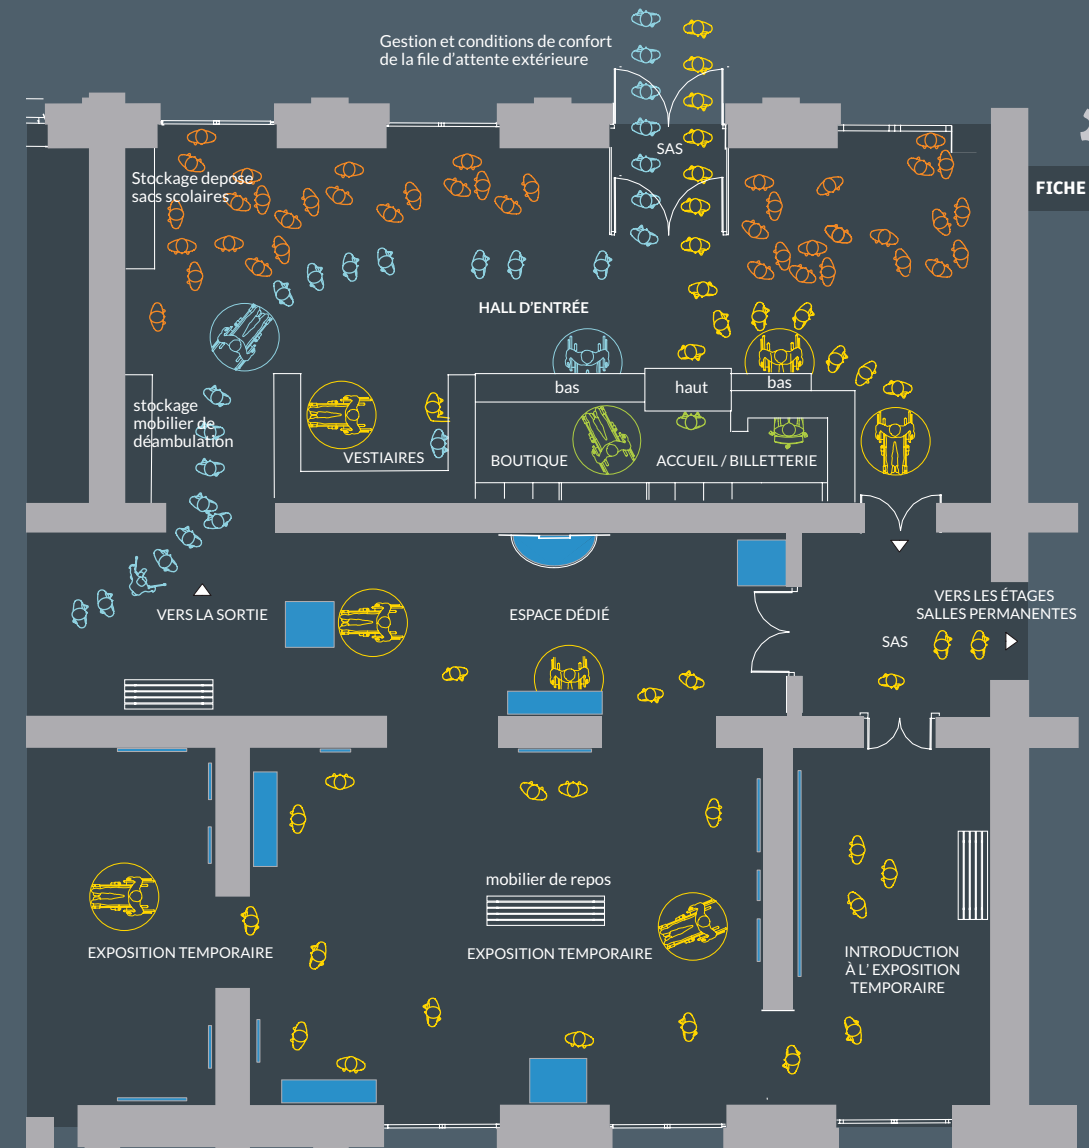 Gestion et conditions de confort
de la file d'attente extérieure
SAS
FICHE
Stockage depose
sacs scolaires
HALL D'ENTRÉE
bas
haut
bas
stockage
mobilier de
déambulation
VESTIAIRES
BOUTIQUE
ACCUEIL / BILLETTERIE
VERS LA SORTIE
ESPACE DÉDIÉ
VERS LES ÉTAGES
SALLES PERMANENTES
SAS
mobilier de repos
EXPOSITION TEMPORAIRE
EXPOSITION TEMPORAIRE
INTRODUCTION
À L' EXPOSITION
TEMPORAIRE